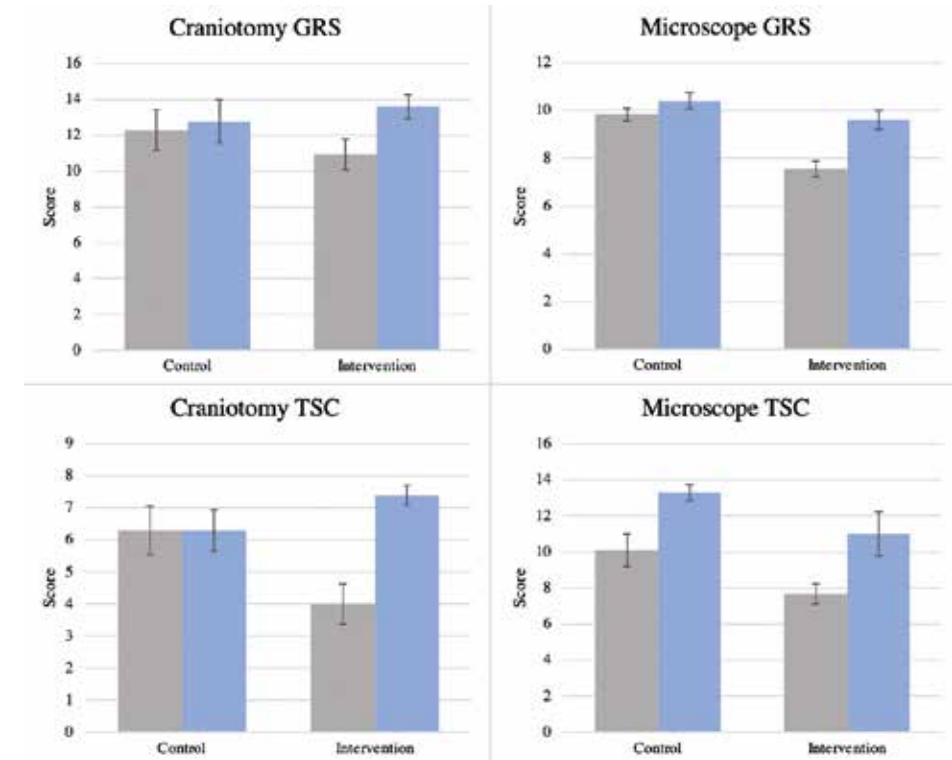 Craniotomy GRS
16
14
12
10
8
6
4
2
0
Score
Control
Intervention
Microscope GRS
12
10
8
6
4
2
0
Score
Control
Intervention
Craniotomy TSC
9
8
7
6
5
4
3
2
1
0
Score
Control
Intervention
Microscope TSC
16
14
12
10
8
6
4
2
0
Score
Control
Intervention